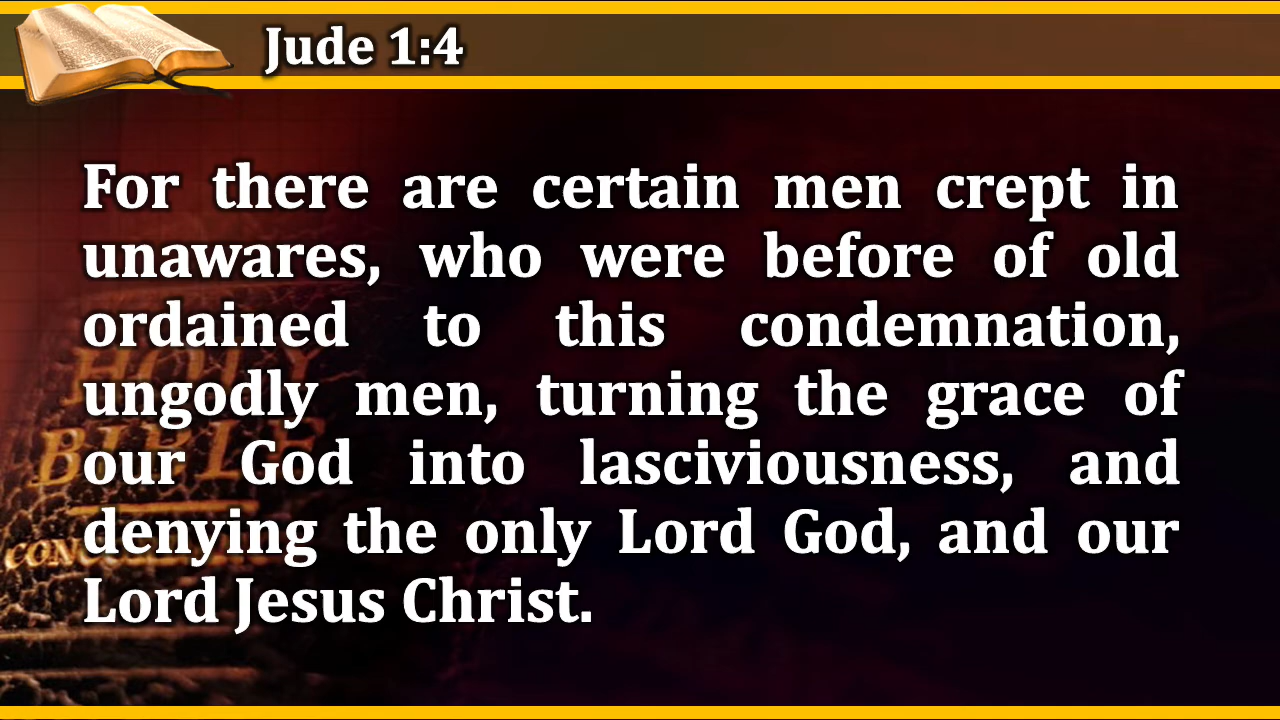 Jude 1:4
For there are certain men crept in
unawares, who were before of old
ordained to this condemnation,
ungodly men, turning the grace of
our God into lasciviousness, and
denying the only Lord God, and our
Lord Jesus Christ.
HOLY
BIBLE